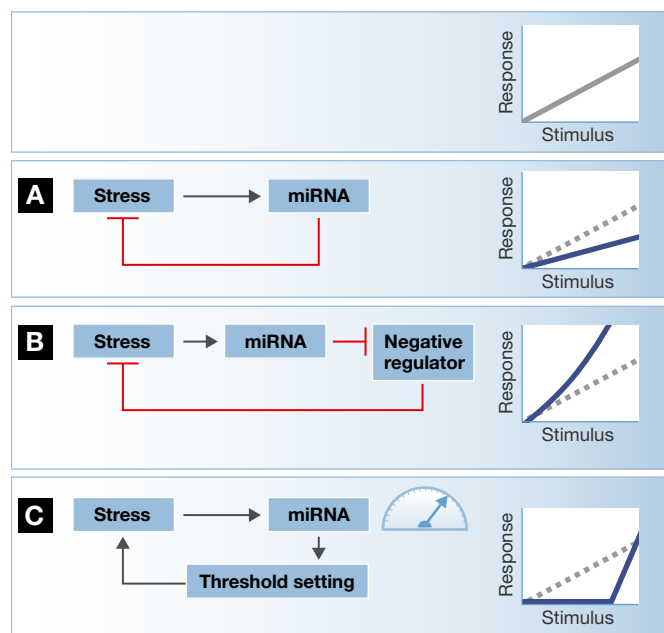 Response
Stimulus
A
Stress
miRNA
Response
Stimulus
B
Stress
miRNA
Negative
regulator
Response
Stimulus
C
Stress
miRNA
Threshold setting
Response
Stimulus